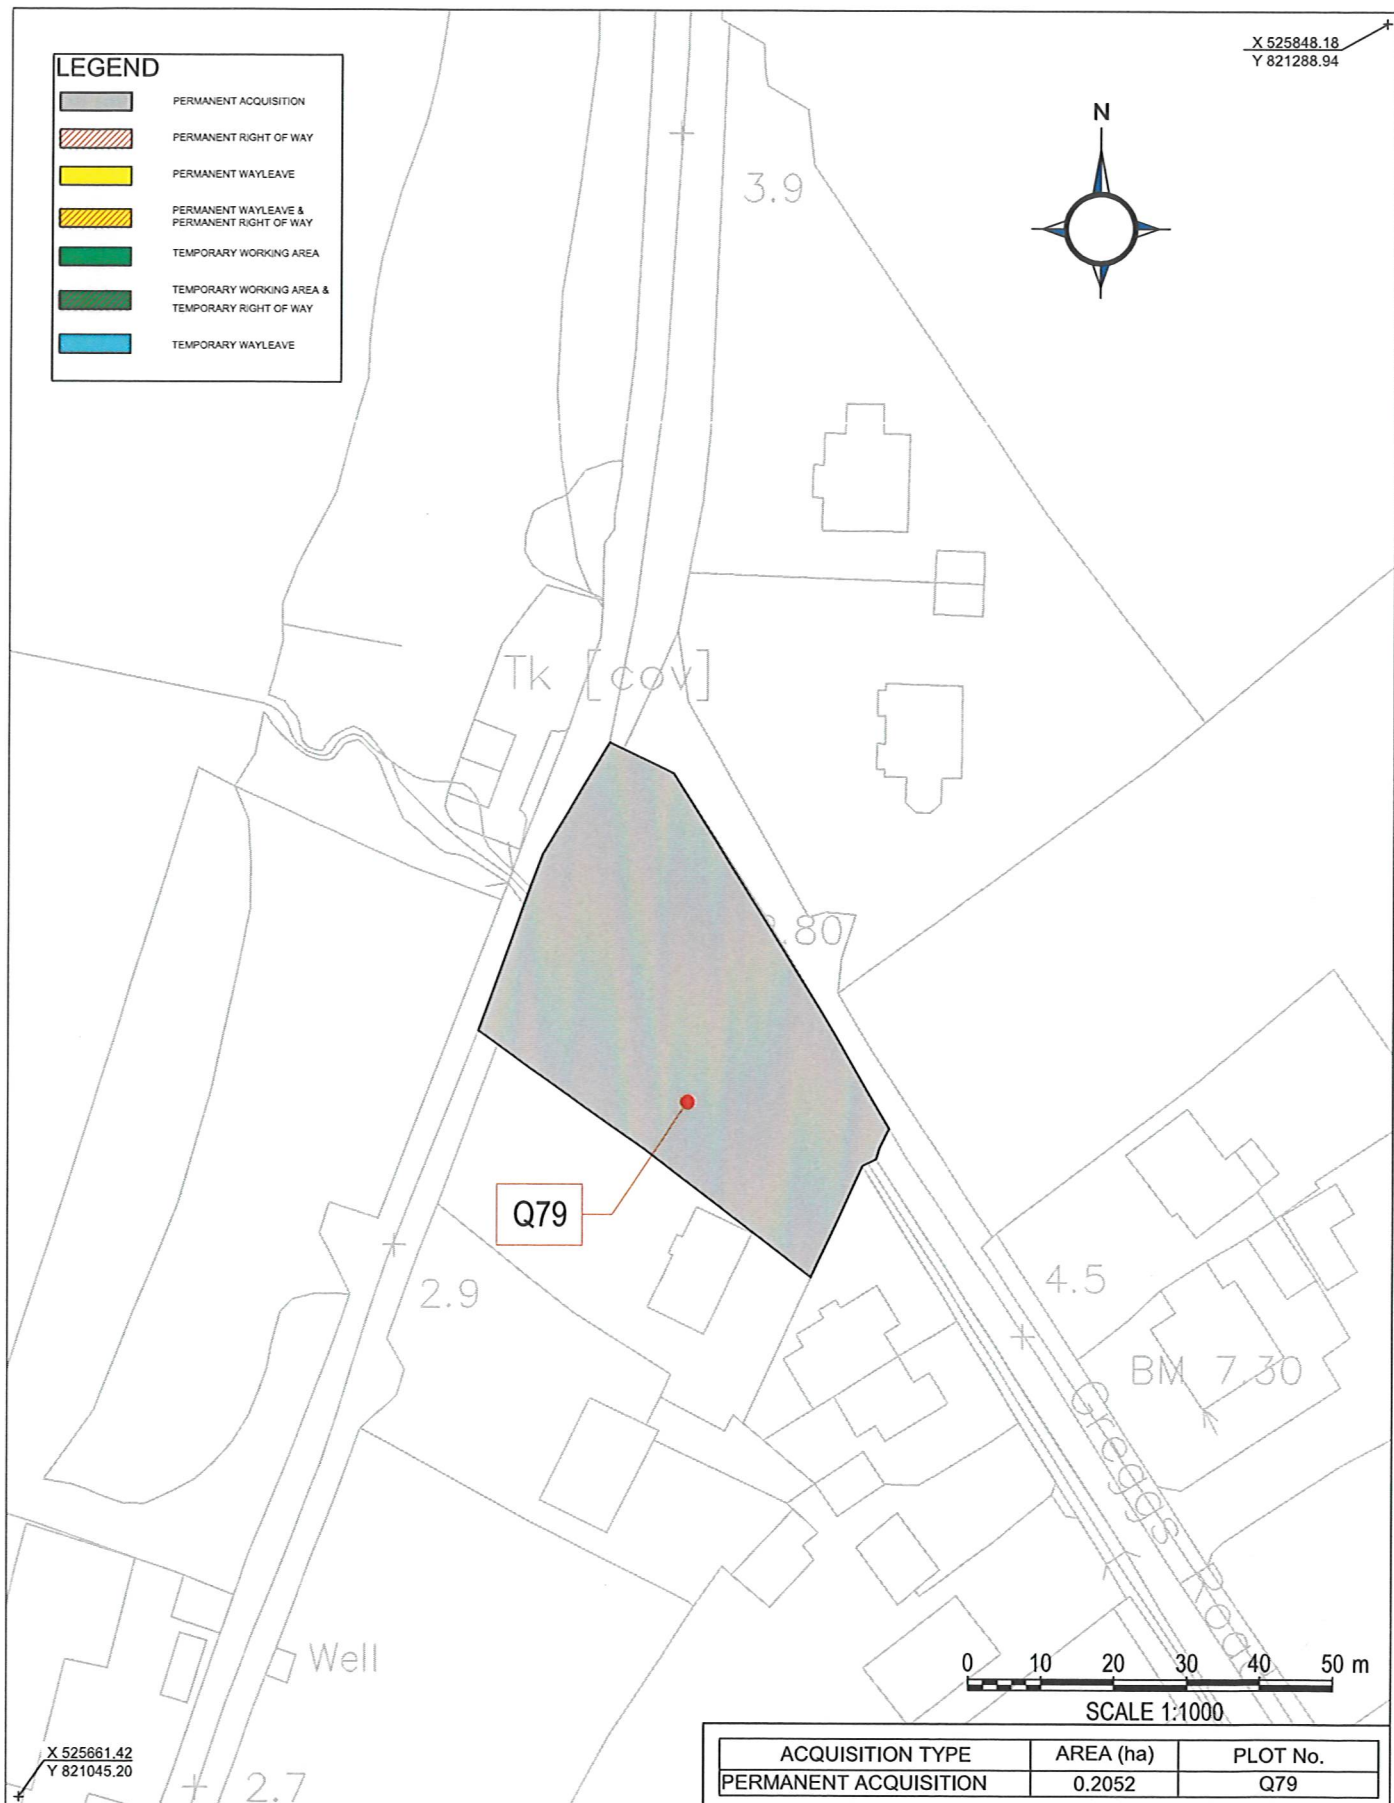 X 525848.18
Y 821288.94
LEGEND
PERMANENT ACQUISITION
PERMANENT RIGHT OF WAY
PERMANENT WAYLEAVE
PERMANENT WAYLEAVE &
PERMANENT RIGHT OF WAY
TEMPORARY WORKING AREA
TEMPORARY WORKING AREA &
TEMPORARY RIGHT OF WAY
TEMPORARY WAYLEAVE
N
3.9
Tk [cov]
.80
Q79
2.9
4.5
BM 7.30
Greggs Road
Well
0 10 20 30 40 50 m
SCALE 1:1000
X 525661.42
Y 821045.20
2.7
ACQUISITION TYPE AREA (ha) PLOT No.
PERMANENT ACQUISITION 0.2052 Q79